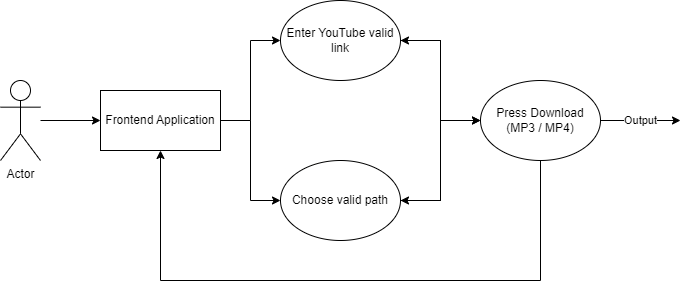 Enter YouTube valid
link
Actor
Frontend Application
Press Download
(MP3 / MP4)
Output
Choose valid path